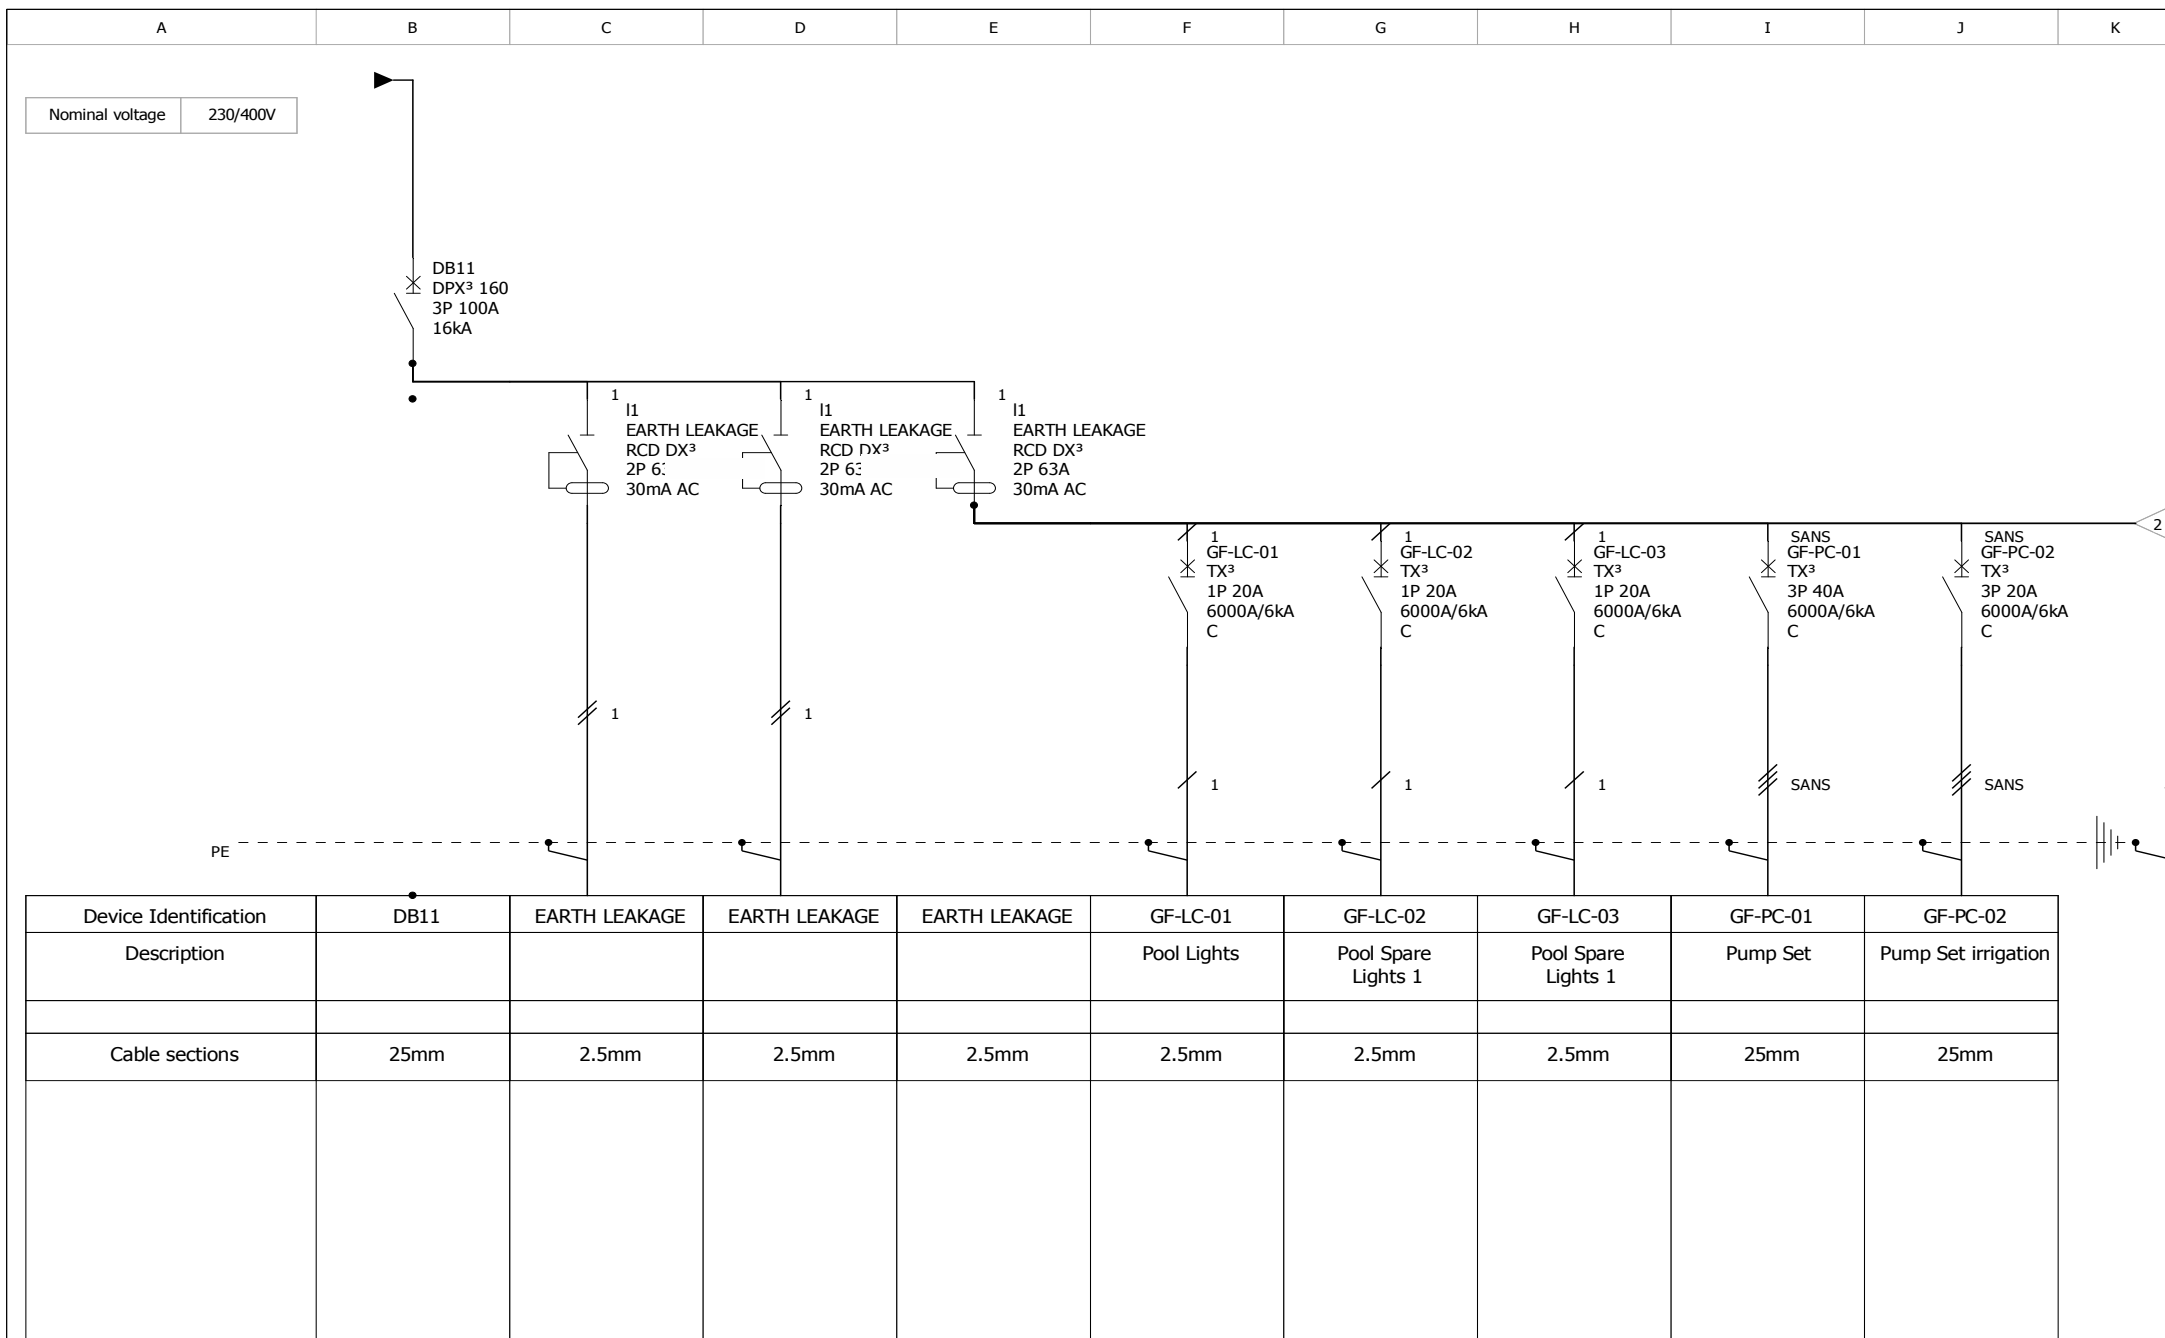 A B C D E F G H I J K
Nominal voltage 230/400V
DB11
DPX³ 160
3P 100A
16kA
1
I1
EARTH LEAKAGE
RCD DX³
2P
30mA AC
1
I1
EARTH LEAKAGE
RCD DX³
2P
30mA AC
1
I1
EARTH LEAKAGE
RCD DX³
2P 63A
30mA AC
1
GF-LC-01
TX³
1P 20A
6000A/6kA
C
1
GF-LC-02
TX³
1P 20A
6000A/6kA
C
1
GF-LC-03
TX³
1P 20A
6000A/6kA
C
SANS
GF-PC-01
TX³
3P 40A
6000A/6kA
C
SANS
GF-PC-02
TX³
3P 20A
6000A/6kA
C
2
1 1
1 1 1 SANS SANS
PE
Device Identification DB11 EARTH LEAKAGE EARTH LEAKAGE EARTH LEAKAGE GF-LC-01 GF-LC-02 GF-LC-03 GF-PC-01 GF-PC-02
Description Pool Lights Pool Spare Lights 1 Pool Spare Lights 1 Pump Set Pump Set irrigation
Cable sections 25mm 2.5mm 2.5mm 2.5mm 2.5mm 2.5mm 2.5mm 25mm 25mm